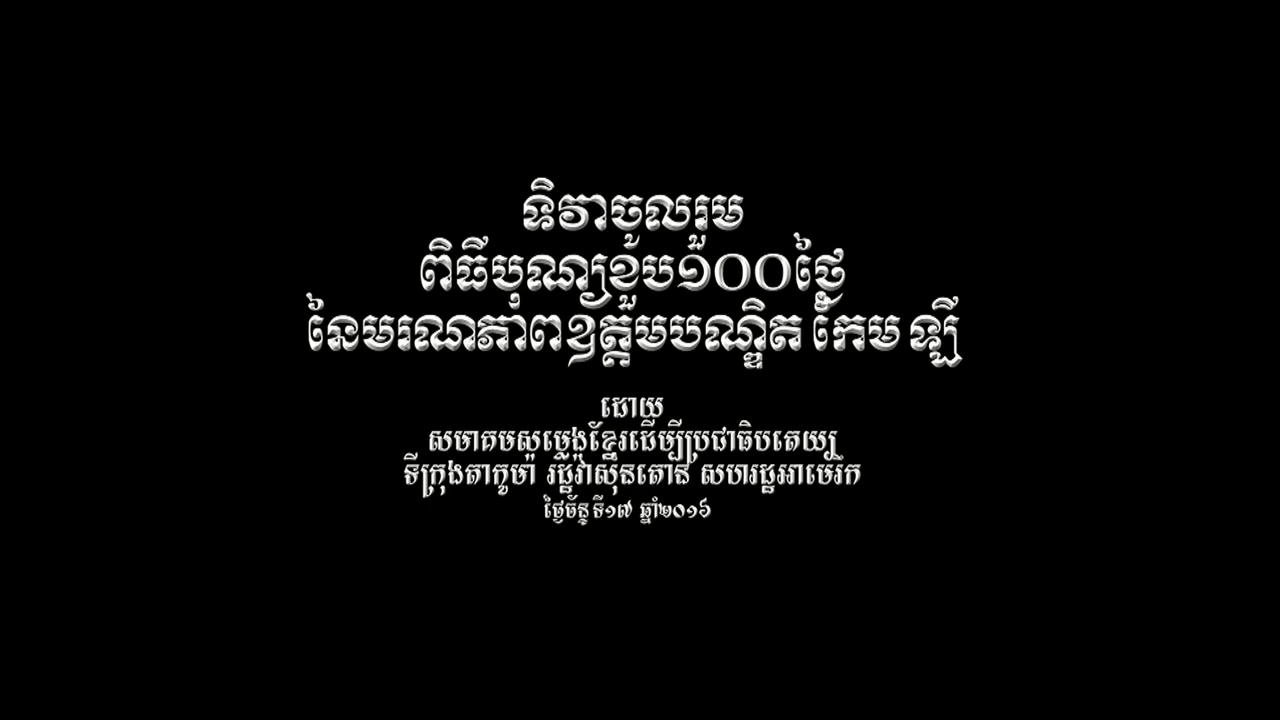 ទិវាចូលរួម
ពិធីបុណ្យខួប១០០ថ្ងៃ
នៃមរណភាពឧត្តមបណ្ឌិត កែម ឡី
ដោយ
សមាគមសម្លេងខ្មែរដើម្បីប្រជាធិបតេយ្យ
ទីក្រុងតាកូម៉ា រដ្ឋវ៉ាស៊ុនតោន សហរដ្ឋអាមេរិក
ថ្ងៃច័ន្ទ ទី១៧ ឆ្នាំ២០១៦